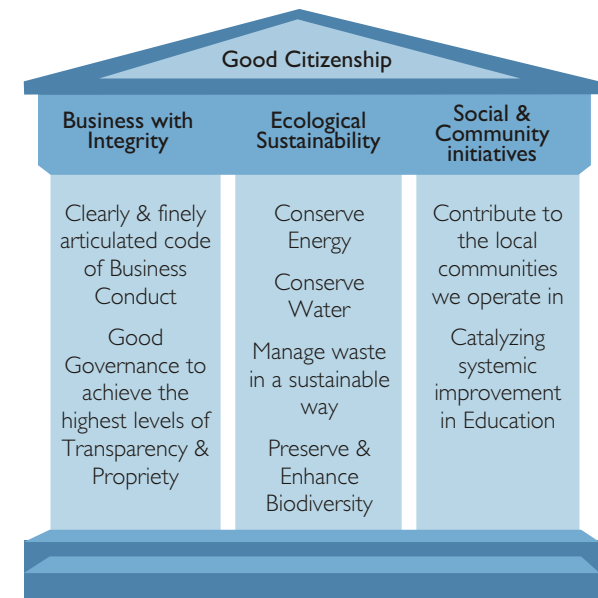 Good Citizenship
Business with
Integrity
Clearly & finely
articulated code
of Business
Conduct
Good
Governance to
achieve the
highest levels of
Transparency &
Propriety
Ecological
Sustainability
Conserve
Energy
Conserve
Water
Manage waste
in a sustainable
way
Preserve &
Enhance
Biodiversity
Social &
Community
initiatives
Contribute to
the local
communities
we operate in
Catalyzing
systemic
improvement
in Education